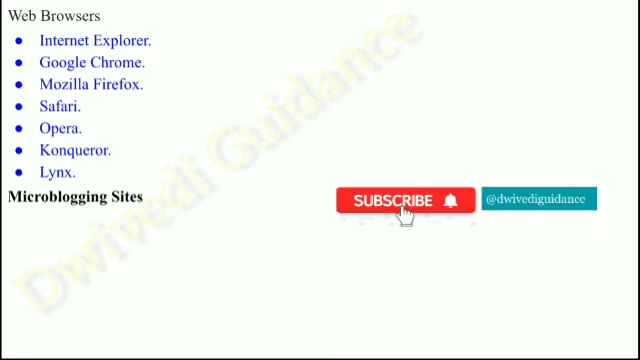 Web Browsers
● Internet Explorer.
● Google Chrome.
● Mozilla Firefox.
● Safari.
● Opera.
● Konqueror.
● Lynx.
Microblogging Sites
SUBSCRIBE
@dwivediguidance
Dwivedi Guidance